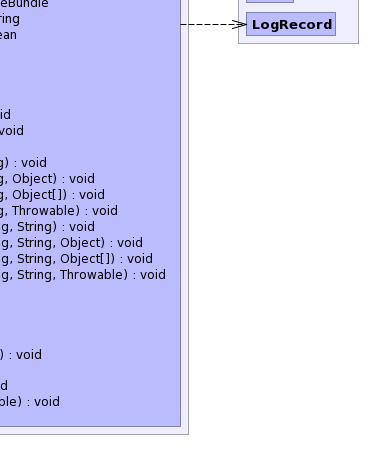 eBundle
ring
ean
LogRecord
id
void
g) : void
g, Object) : void
g, Object[]) : void
g, Throwable) : void
g, String) : void
g, String, Object) : void
g, String, Object[]) : void
g, String, Throwable) : void
) : void
d
ble) : void